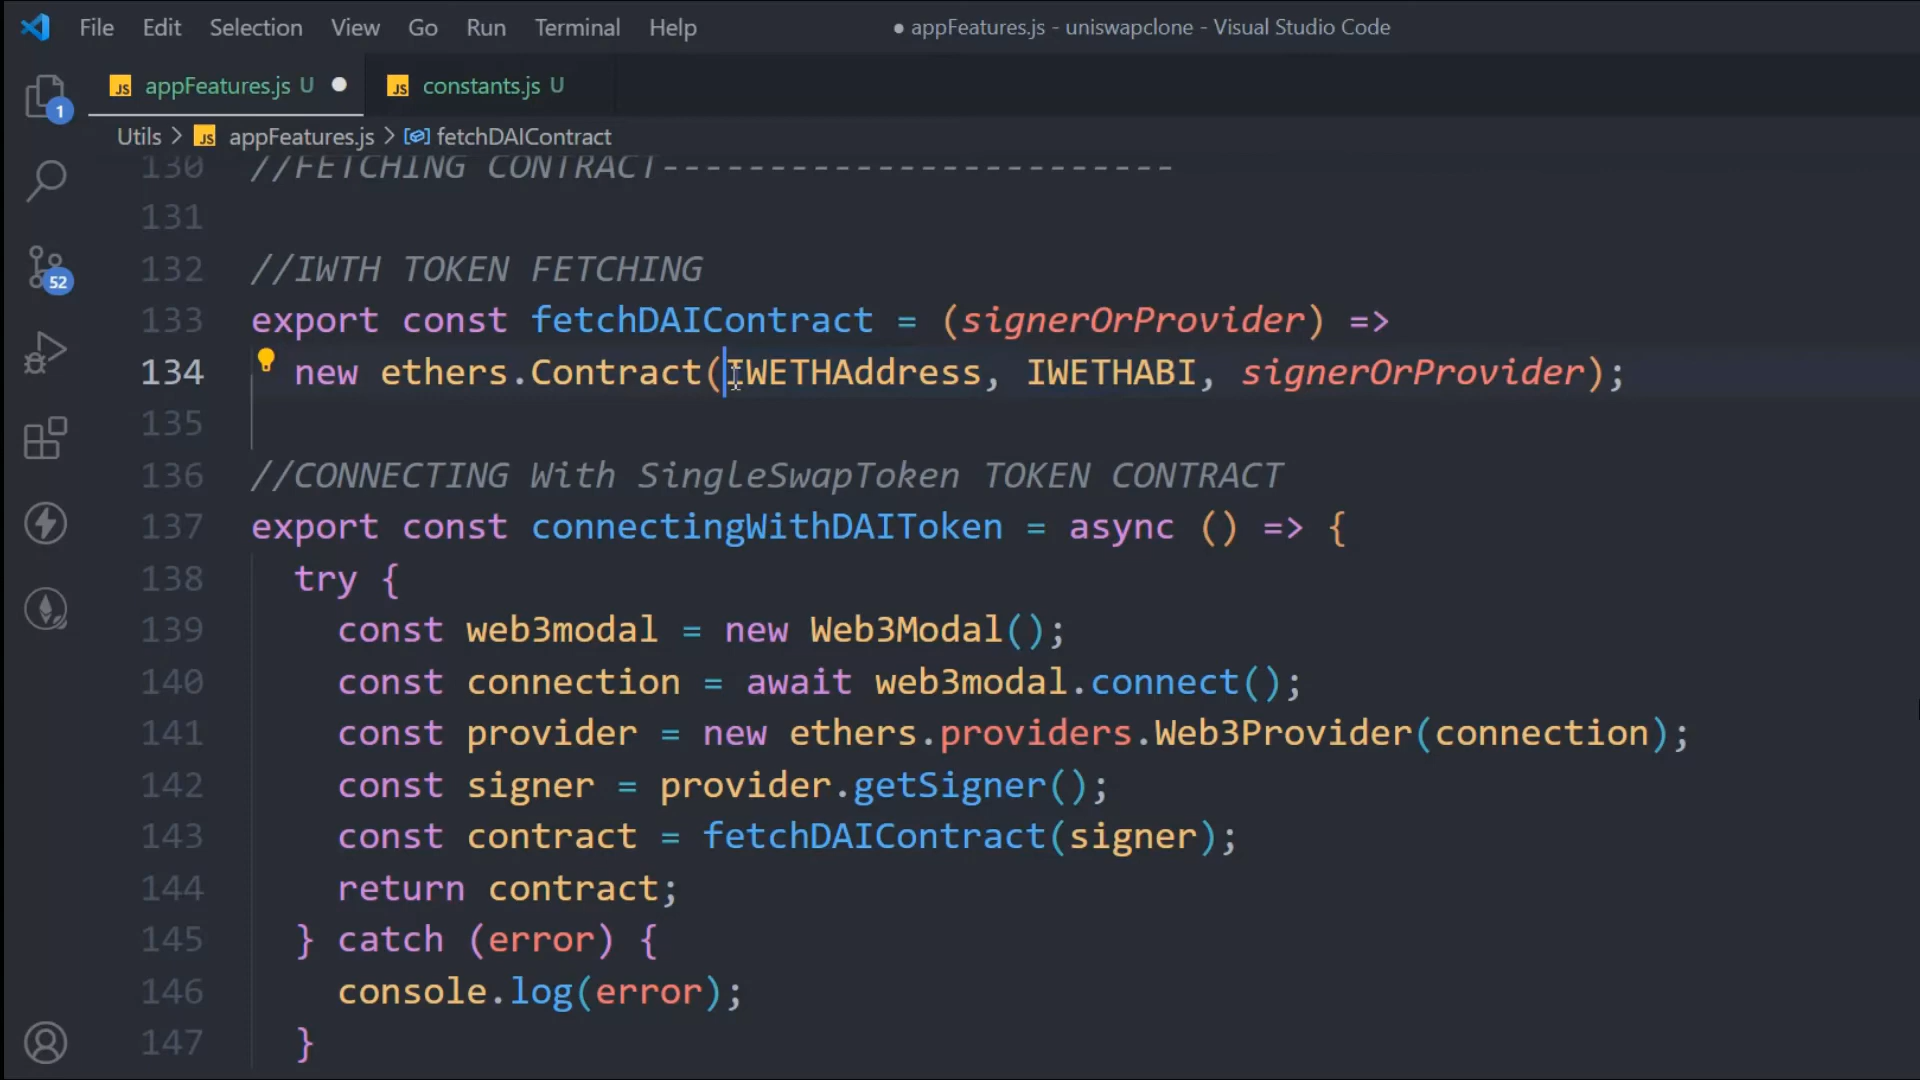 File Edit Selection View Go Run Terminal Help ● appFeatures.js - uniswapclone - Visual Studio Code
JS appFeatures.js U ● JS constants.js U
1
Utils > JS appFeatures.js > fetchDAIContract
130 //FETCHING CONTRACT------------------------
131
132 //IWTH TOKEN FETCHING
52
133 export const fetchDAIContract = (signerOrProvider) =>
134 new ethers.Contract(IWETHAddress, IWETHABI, signerOrProvider);
135
136 //CONNECTING With SingleSwapToken TOKEN CONTRACT
137 export const connectingWithDAIToken = async () => {
138 try {
139 const web3modal = new Web3Modal();
140 const connection = await web3modal.connect();
141 const provider = new ethers.providers.Web3Provider(connection);
142 const signer = provider.getSigner();
143 const contract = fetchDAIContract(signer);
144 return contract;
145 } catch (error) {
146 console.log(error);
147 }